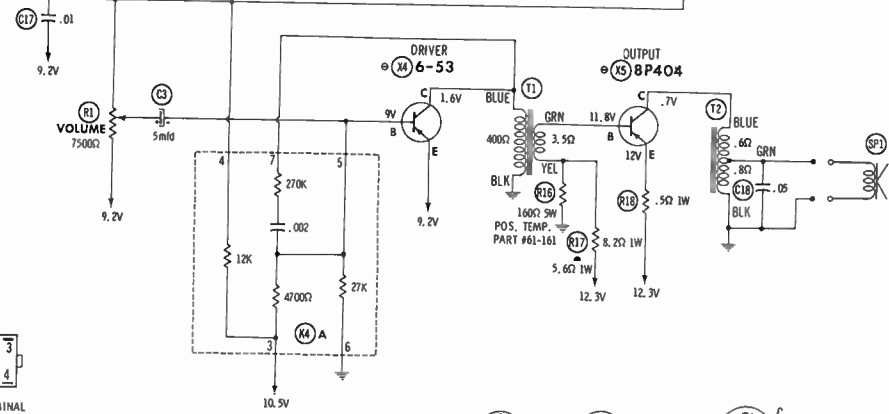 C17 .01
9.2V
R1
VOLUME
7500Ω
9.2V
C3
5mfd
4 7 5
270K
.002
12K
4700Ω
27K
K4 A
3 6
10.5V
DRIVER
⊖ X4 6-53
C 1.6V
9V
B
E
9.2V
T1
BLUE
400Ω
BLK
GRN
3.5Ω
YEL
R16
160Ω 5W
POS. TEMP.
PART #61-161
R17
8.2Ω 1W
5.6Ω 1W
12.3V
OUTPUT
⊖ X5 8P404
C .7V
11.8V
B
12V E
R18 .5Ω 1W
12.3V
T2
BLUE
.6Ω
GRN
.8Ω
C18 .05
BLK
SP1
3
4